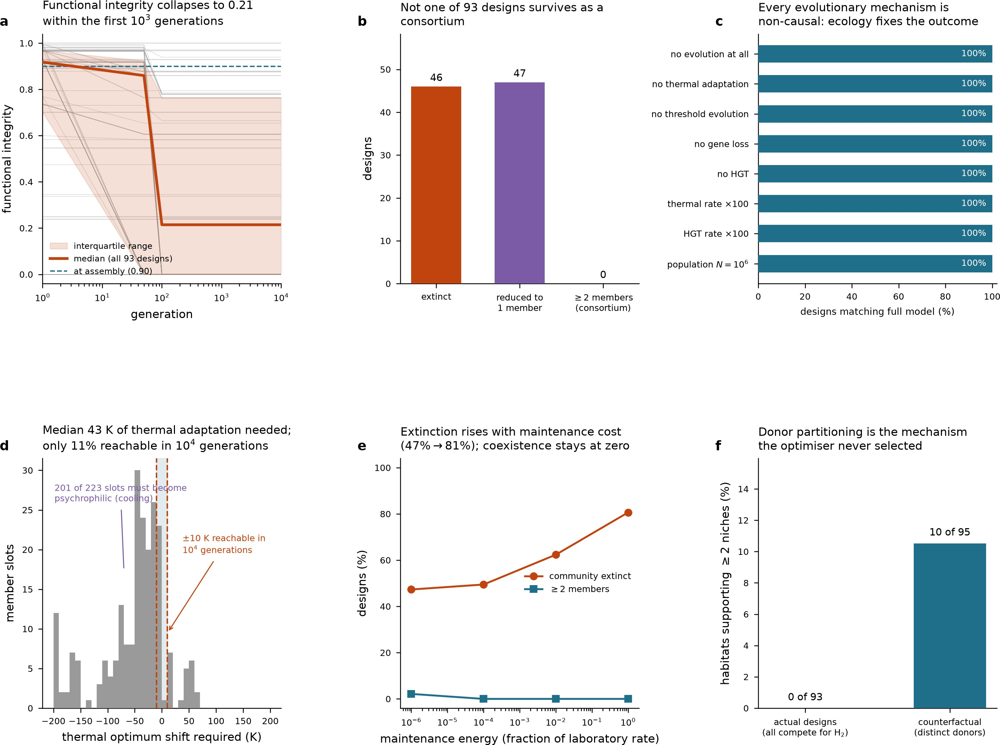 a
Functional integrity collapses to 0.21
within the first 10³ generations
functional integrity
1.0
0.8
0.6
0.4
0.2
0.0
interquartile range
median (all 93 designs)
at assembly (0.90)
10⁰ 10¹ 10² 10³ 10⁴
generation
b
Not one of 93 designs survives as a
consortium
designs
50
40
30
20
10
0
46
47
0
extinct
reduced to
1 member
≥ 2 members
(consortium)
c
Every evolutionary mechanism is
non-causal: ecology fixes the outcome
no evolution at all 100%
no thermal adaptation 100%
no threshold evolution 100%
no gene loss 100%
no HGT 100%
thermal rate ×100 100%
HGT rate ×100 100%
population N = 10⁶ 100%
0 20 40 60 80 100
designs matching full model (%)
d
Median 43 K of thermal adaptation needed;
only 11% reachable in 10⁴ generations
member slots
30
25
20
15
10
5
0
201 of 223 slots must become
psychrophilic (cooling)
±10 K reachable in
10⁴ generations
−200 −150 −100 −50 0 50 100 150 200
thermal optimum shift required (K)
e
Extinction rises with maintenance cost
(47% → 81%); coexistence stays at zero
designs (%)
100
80
60
40
20
0
community extinct
≥ 2 members
10⁻⁶ 10⁻⁵ 10⁻⁴ 10⁻³ 10⁻² 10⁻¹ 10⁰
maintenance energy (fraction of laboratory rate)
f
Donor partitioning is the mechanism
the optimiser never selected
habitats supporting ≥ 2 niches (%)
14
12
10
8
6
4
2
0
0 of 93
10 of 95
actual designs
(all compete for H₂)
counterfactual
(distinct donors)